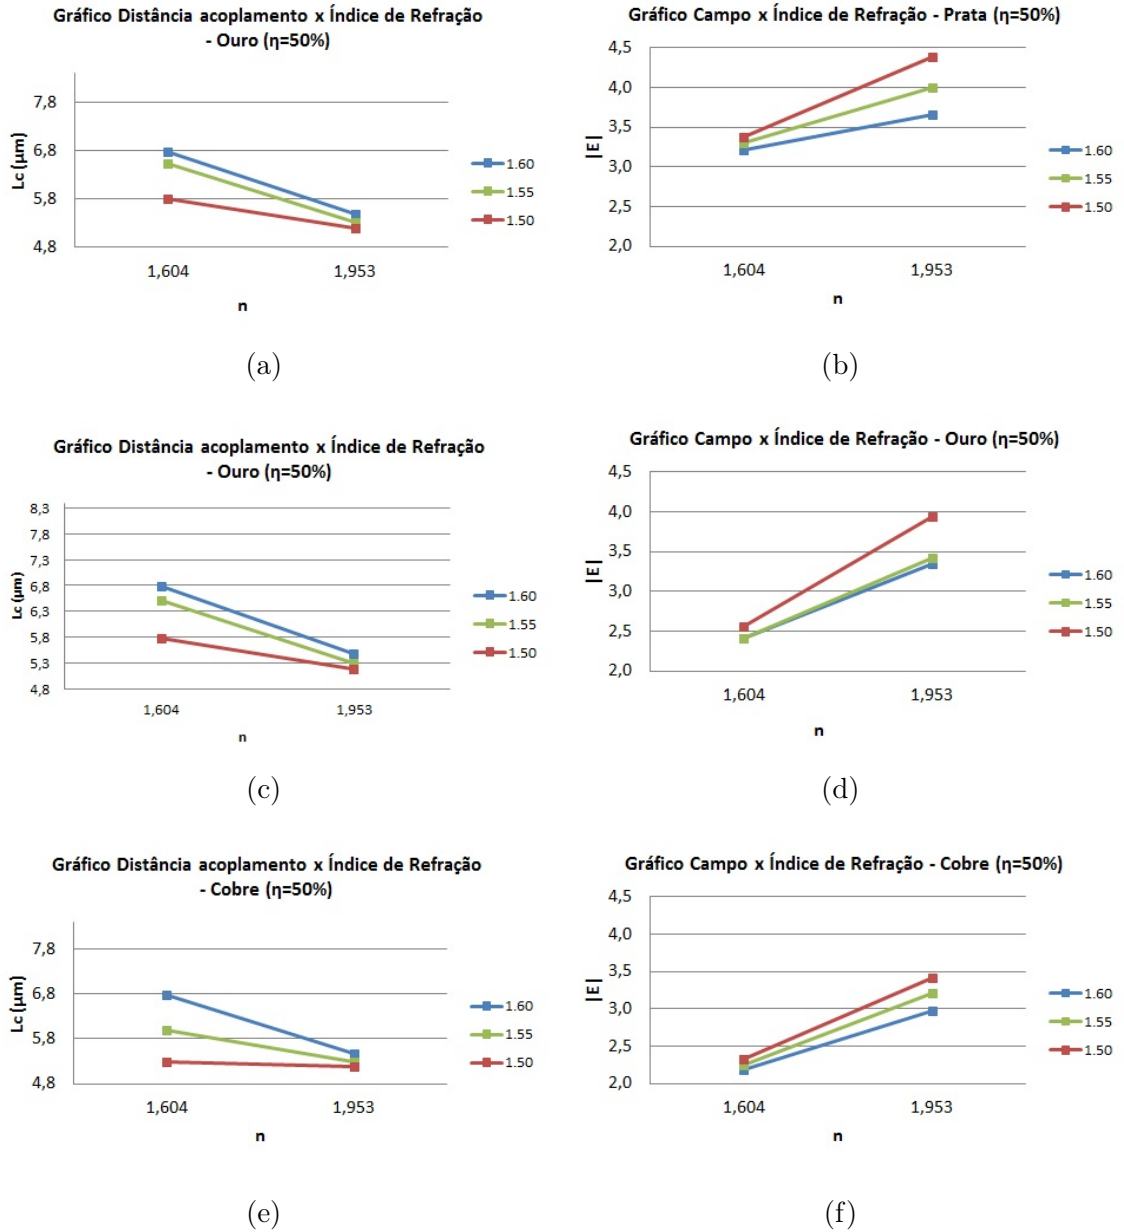 Gráfico Distância acoplamento x Índice de Refração
- Ouro (η=50%)
Lc (µm)
7,8
6,8
5,8
4,8
1,604
1,953
n
1.60
1.55
1.50
(a)
Gráfico Campo x Índice de Refração - Prata (η=50%)
|E|
4,5
4,0
3,5
3,0
2,5
2,0
1,604
1,953
n
1.60
1.55
1.50
(b)
Gráfico Distância acoplamento x Índice de Refração
- Ouro (η=50%)
Lc (µm)
8,3
7,8
7,3
6,8
6,3
5,8
5,3
4,8
1,604
1,953
n
1.60
1.55
1.50
(c)
Gráfico Campo x Índice de Refração - Ouro (η=50%)
|E|
4,5
4,0
3,5
3,0
2,5
2,0
1,604
1,953
n
1.60
1.55
1.50
(d)
Gráfico Distância acoplamento x Índice de Refração
- Cobre (η=50%)
Lc (µm)
7,8
6,8
5,8
4,8
1,604
1,953
n
1.60
1.55
1.50
(e)
Gráfico Campo x Índice de Refração - Cobre (η=50%)
|E|
4,5
4,0
3,5
3,0
2,5
2,0
1,604
1,953
n
1.60
1.55
1.50
(f)